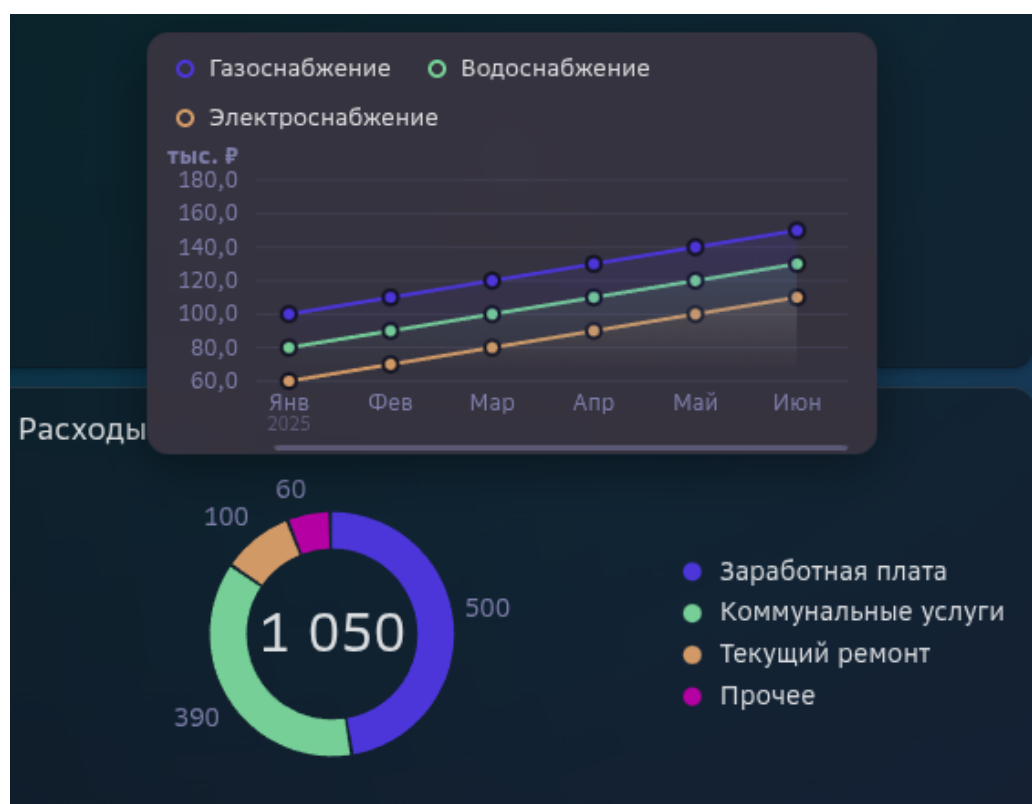 Газоснабжение Водоснабжение
Электроснабжение
тыс. ₽
180,0
160,0
140,0
120,0
100,0
80,0
60,0
Янв Фев Мар Апр Май Июн
2025
Расходы
60
100
500
390
1 050
Заработная плата
Коммунальные услуги
Текущий ремонт
Прочее